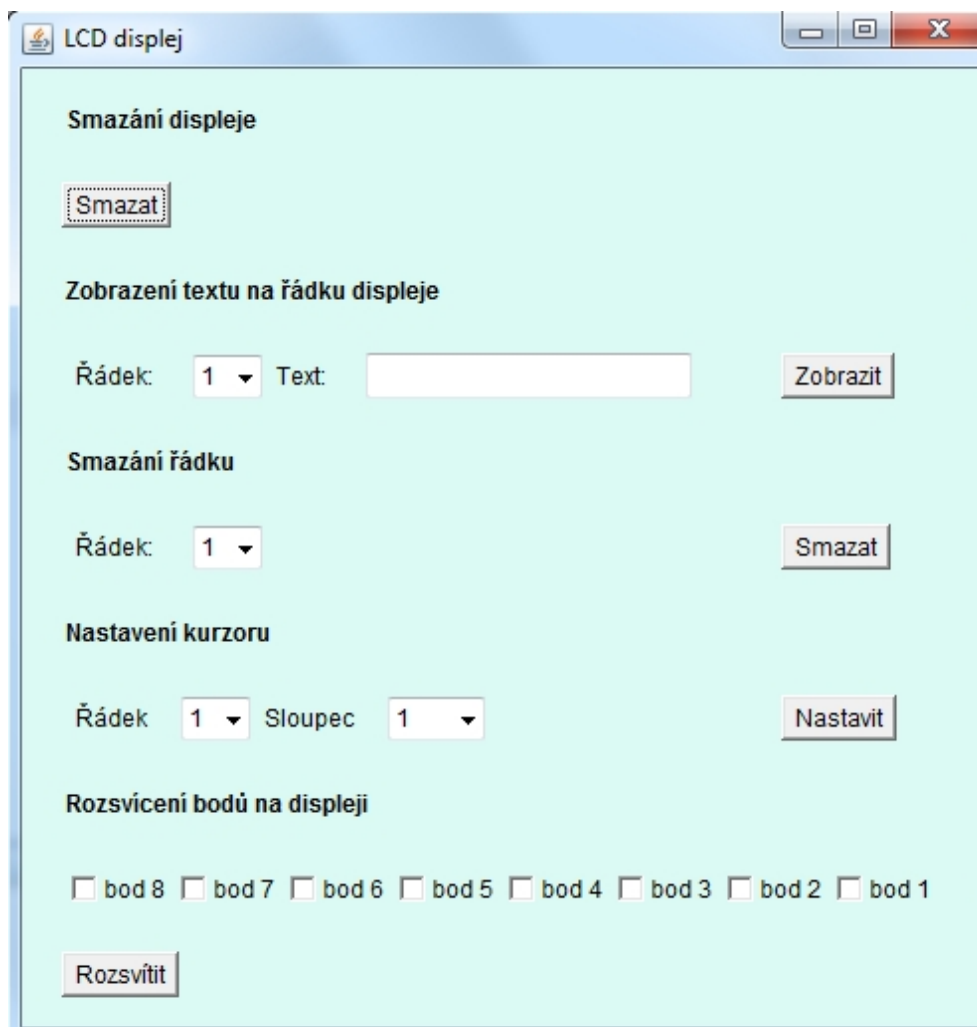 LCD displej
Smazání displeje
Smazat
Zobrazení textu na řádku displeje
Řádek: 1 Text: Zobrazit
Smazání řádku
Řádek: 1 Smazat
Nastavení kurzoru
Řádek 1 Sloupec 1 Nastavit
Rozsvícení bodů na displeji
bod 8 bod 7 bod 6 bod 5 bod 4 bod 3 bod 2 bod 1
Rozsvítit